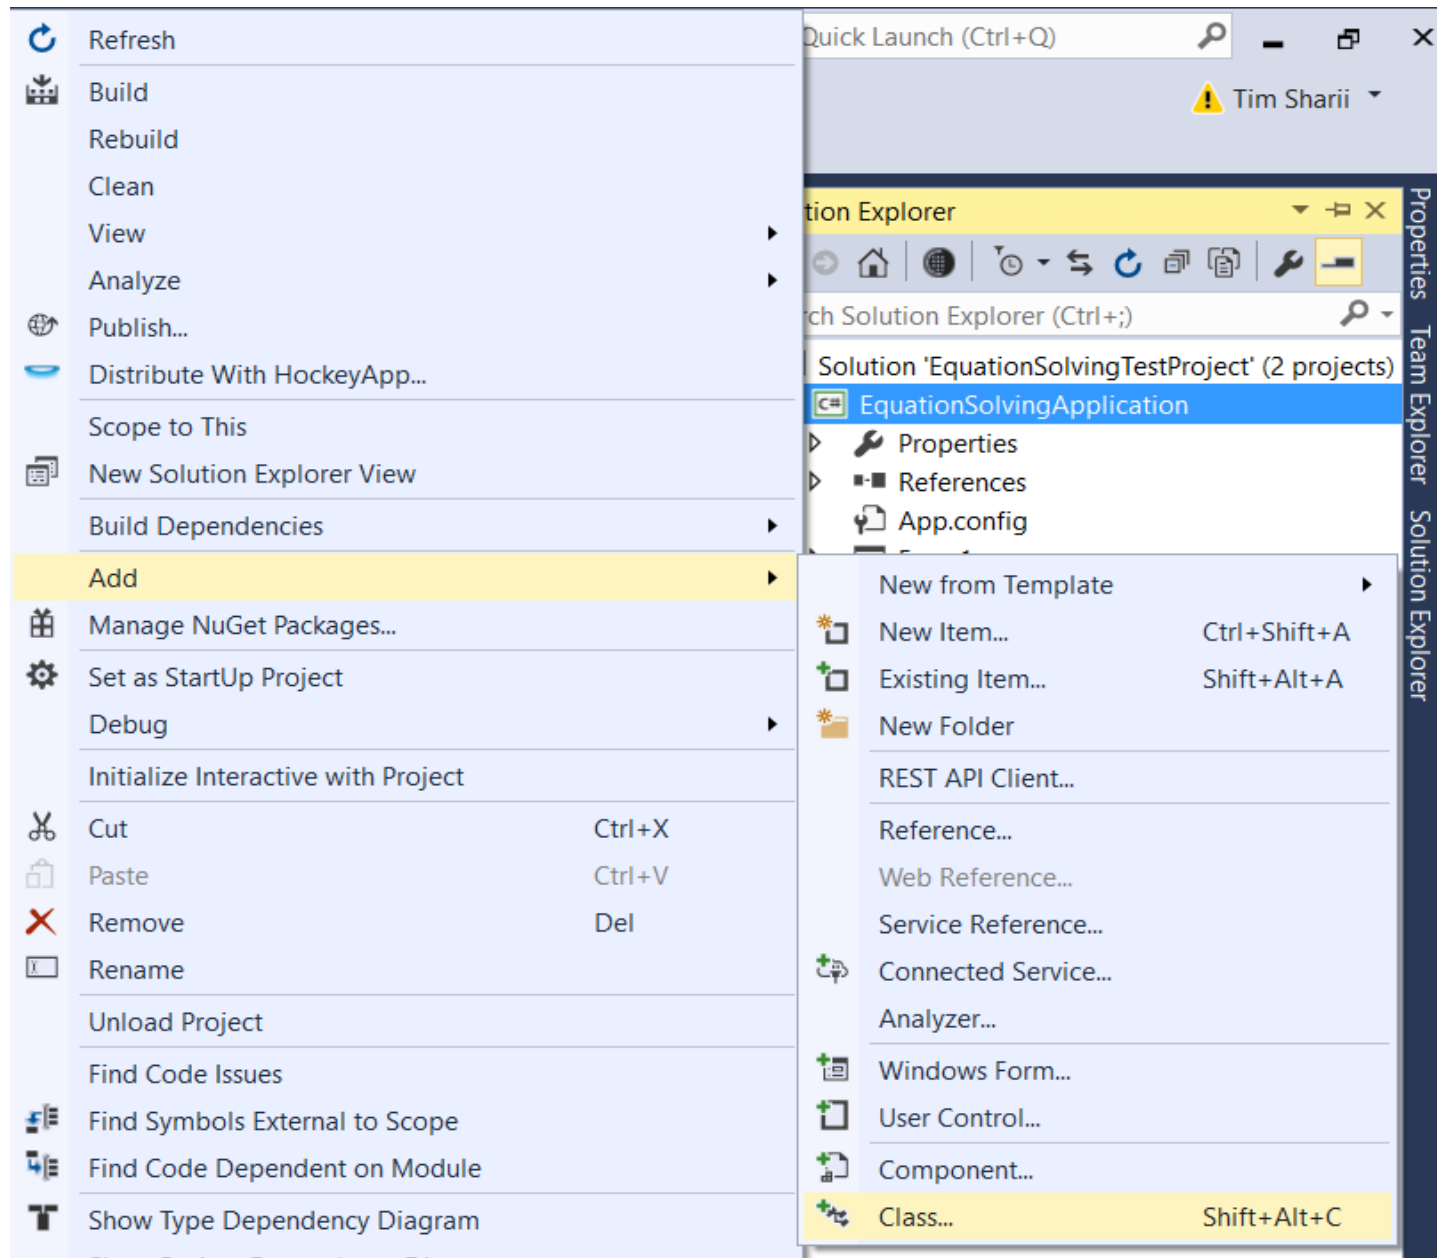 Refresh
Build
Rebuild
Clean
View
Analyze
Publish...
Distribute With HockeyApp...
Scope to This
New Solution Explorer View
Build Dependencies
Add
Manage NuGet Packages...
Set as StartUp Project
Debug
Initialize Interactive with Project
Cut Ctrl+X
Paste Ctrl+V
Remove Del
Rename
Unload Project
Find Code Issues
Find Symbols External to Scope
Find Code Dependent on Module
Show Type Dependency Diagram
Quick Launch (Ctrl+Q)
Tim Sharii
tion Explorer
rch Solution Explorer (Ctrl+;)
Solution 'EquationSolvingTestProject' (2 projects)
C# EquationSolvingApplication
Properties
References
App.config
New from Template
New Item... Ctrl+Shift+A
Existing Item... Shift+Alt+A
New Folder
REST API Client...
Reference...
Web Reference...
Service Reference...
Connected Service...
Analyzer...
Windows Form...
User Control...
Component...
Class... Shift+Alt+C
Properties
Team Explorer
Solution Explorer